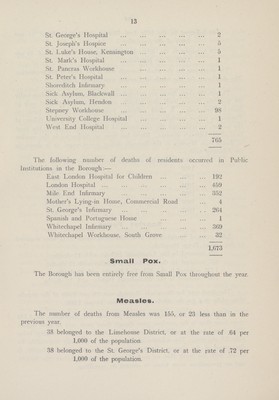 13
St. George's Hospital ... ... ... ... ... 2
St. Joseph's Hospice ... ... ... ... ... 5
St. Luke's House, Kensington ... ... ... ... 5
St. Mark's Hospital ... ... ... ... ... 1
St. Pancras Workhouse ... ... ... ... ... 1
St. Peter's Hospital ... ... ... ... ... 1
Shoreditch Infirmary ... ... ... ... ... 1
Sick Asylum, Blackwall ... ... ... ... ... 1
Sick Asylum, Hendon ... ... ... ... ... 2
Stepney Workhouse ... ... ... ... ... 98
University College Hospital ... ... ... ... 1
West End Hospital ... ... ... ... ... 2
765
The following number of deaths of residents occurred in Public
Institutions in the Borough:—
East London Hospital for Children ... ... ... 192
London Hospital ... ... ... ... ... 459
Mile End Infirmary ... ... ... ... ... 352
Mother's Lying-in House, Commercial Road ... 4
St. George's Infirmary ... ... ... ... 264
Spanish and Portuguese House ... ... ... 1
Whitechapel Infirmary ... ... ... ... 369
Whitechapel Workhouse, South Grove ... ... 32
1,673
Small Pox.
The Borough has been entirely free from Small Pox throughout the year.
Measles.
The number of deaths from Measles was 155, or 23 less than in the
previous year.
38 belonged to the Limehouse District, or at the rate of .64 per
1,000 of the population.
38 belonged to the St. George's District, or at the rate of .72 per
1,000 of the population.